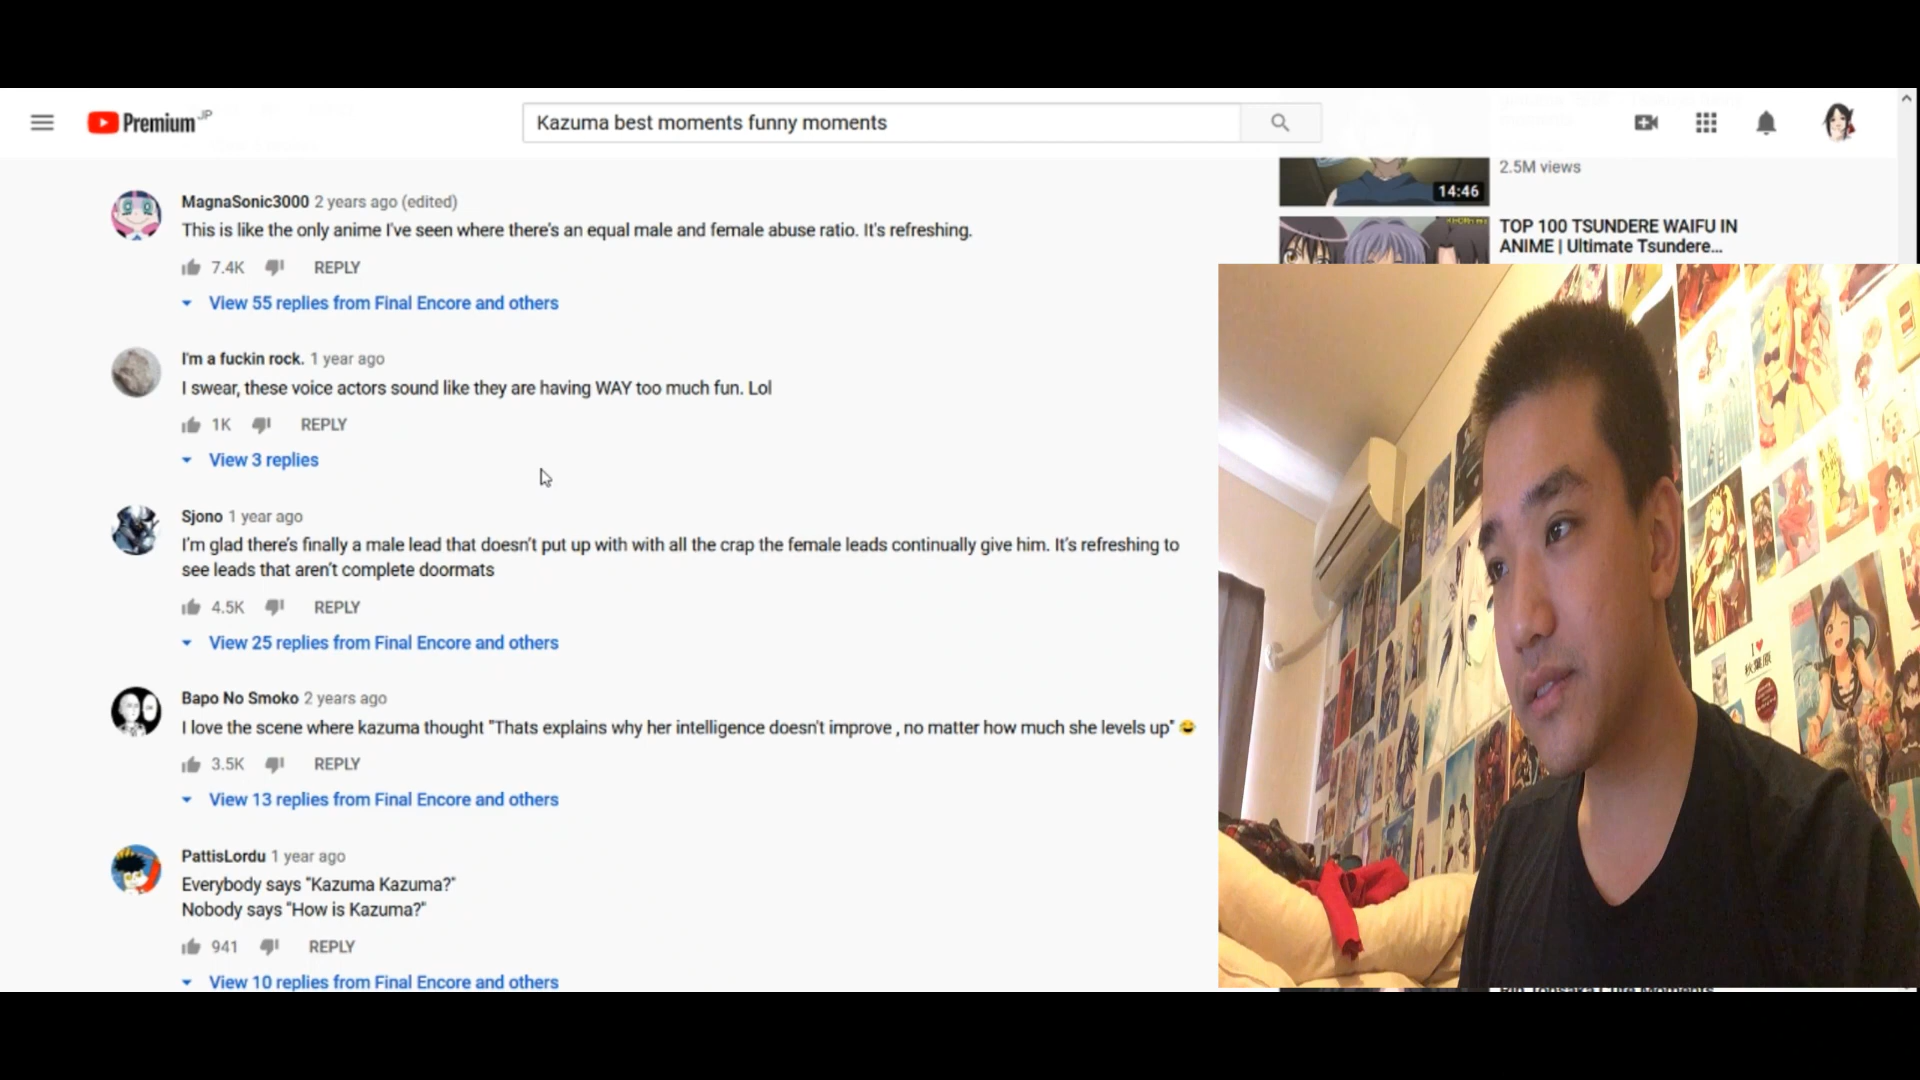 Premium JP
Kazuma best moments funny moments
2.5M views
14:46
TOP 100 TSUNDERE WAIFU IN
ANIME | Ultimate Tsundere...
MagnaSonic3000 2 years ago (edited)
This is like the only anime I've seen where there's an equal male and female abuse ratio. It's refreshing.
7.4K REPLY
View 55 replies from Final Encore and others
I'm a fuckin rock. 1 year ago
I swear, these voice actors sound like they are having WAY too much fun. Lol
1K REPLY
View 3 replies
Sjono 1 year ago
I'm glad there's finally a male lead that doesn't put up with with all the crap the female leads continually give him. It's refreshing to
see leads that aren't complete doormats
4.5K REPLY
View 25 replies from Final Encore and others
Bapo No Smoko 2 years ago
I love the scene where kazuma thought "Thats explains why her intelligence doesn't improve , no matter how much she levels up" 😂
3.5K REPLY
View 13 replies from Final Encore and others
PattisLordu 1 year ago
Everybody says "Kazuma Kazuma?"
Nobody says "How is Kazuma?"
941 REPLY
View 10 replies from Final Encore and others
I ♥
秋葉原